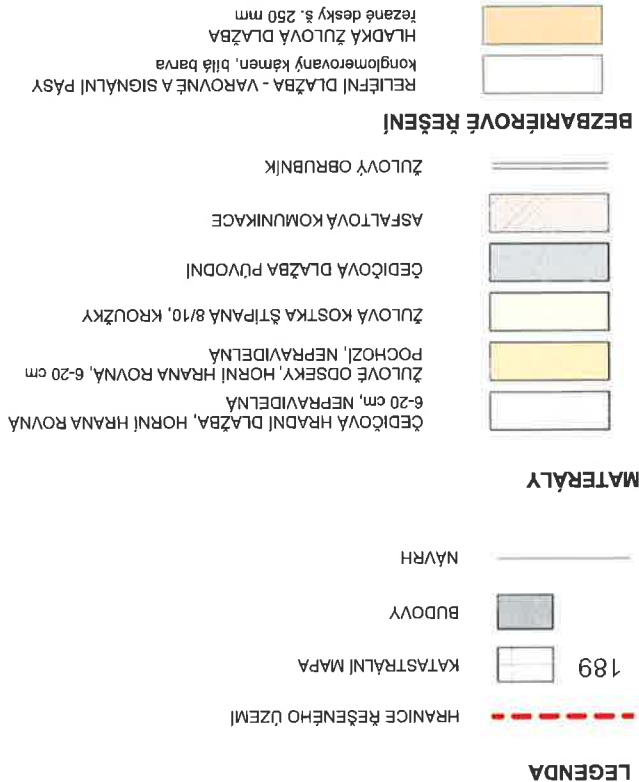 LEGENDA
HRANICE ŘEŠENÉHO ÚZEMÍ
189 KATASTRÁLNÍ MAPA
BUDOVY
NÁVRH
MATERÁLY
ČEDIČOVÁ HRADNÍ DLAŽBA, HORNÍ HRANA ROVNÁ
6-20 cm, NEPRAVIDELNÁ
ŽULOVÉ ODSEKY, HORNÍ HRANA ROVNÁ, 6-20 cm
POCHOZÍ, NEPRAVIDELNÁ
ŽULOVÁ KOSTKA ŠTÍPANÁ 8/10, KROUŽKY
ČEDIČOVÁ DLAŽBA PŮVODNÍ
ASFALTOVÁ KOMUNIKACE
ŽULOVÝ OBRUBNÍK
BEZBARIÉROVÉ ŘEŠENÍ
RELIÉFNÍ DLAŽBA - VAROVNÉ A SIGNÁLNÍ PÁSY
konglomerovaný kámen, bílá barva
HLADKÁ ŽULOVÁ DLAŽBA
řezané desky š. 250 mm